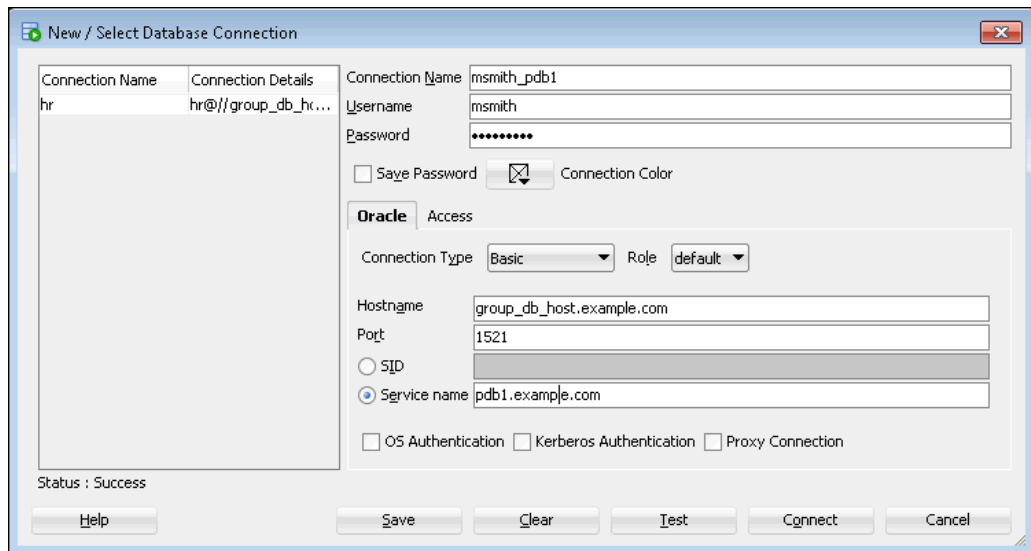 New / Select Database Connection
Connection Name Connection Details
hr hr@//group_db_h...
Connection Name msmith_pdb1
Username msmith
Password •••••••••
Save Password Connection Color
Oracle Access
Connection Type Basic Role default
Hostname group_db_host.example.com
Port 1521
SID
Service name pdb1.example.com
OS Authentication Kerberos Authentication Proxy Connection
Status : Success
Help Save Clear Test Connect Cancel